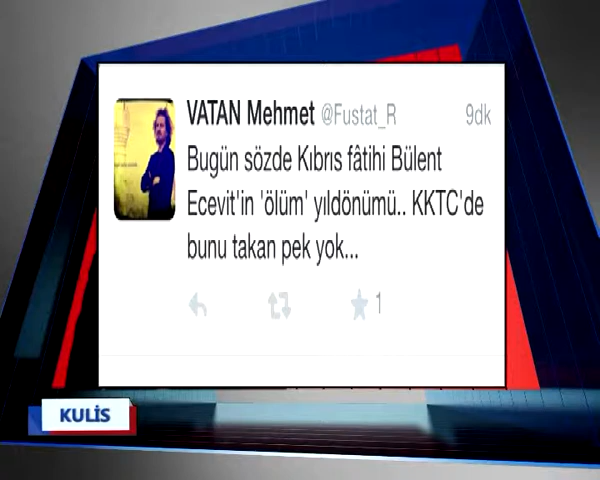 VATAN Mehmet @Fustat_R 9dk
Bugün sözde Kıbrıs fâtihi Bülent
Ecevit'in 'ölüm' yıldönümü.. KKTC'de
bunu takan pek yok...
1
KULİS